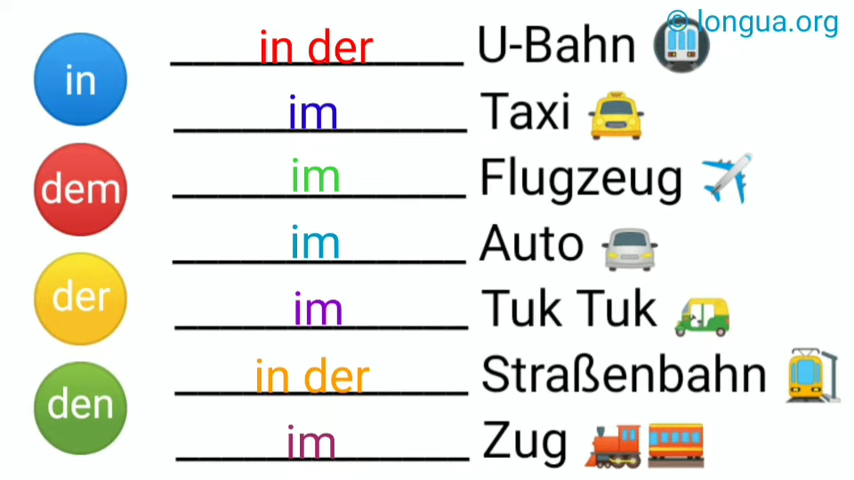 © longua.org
in
in der U-Bahn
im Taxi
dem
im Flugzeug
im Auto
der
im Tuk Tuk
in der Straßenbahn
den
im Zug